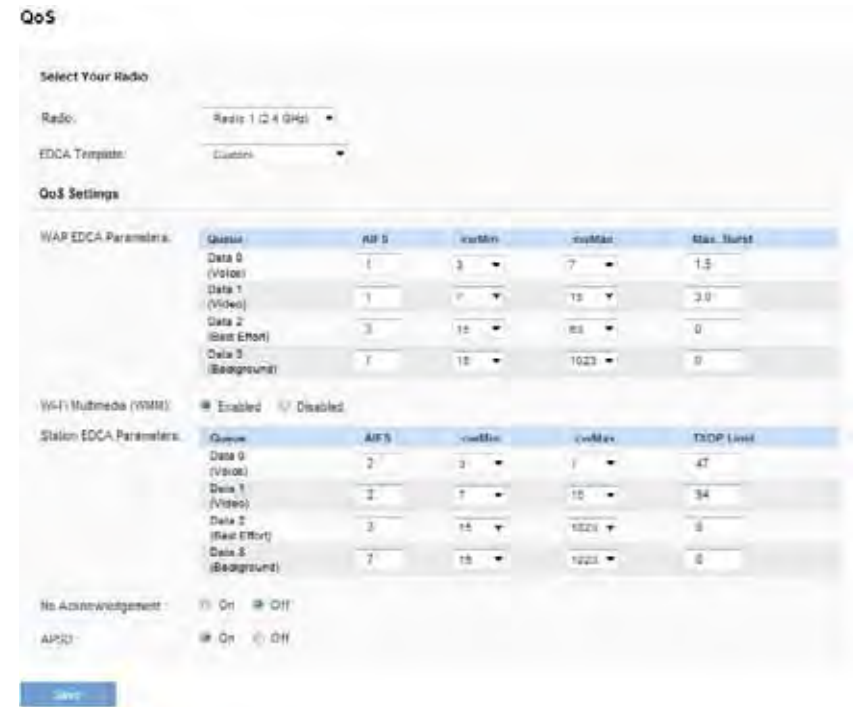 QoS
Select Your Radio
Radio: Radio 1 (2.4 GHz)
EDCA Template: Custom
QoS Settings
WAP EDCA Parameters: Queue AIFS cwMin cwMax Max. Burst
Data 0 (Voice) 1 3 7 1.5
Data 1 (Video) 1 7 15 3.0
Data 2 (Best Effort) 3 15 63 0
Data 3 (Background) 7 15 1023 0
Wi-Fi Multimedia (WMM): Enabled Disabled
Station EDCA Parameters: Queue AIFS cwMin cwMax TXOP Limit
Data 0 (Voice) 2 3 7 47
Data 1 (Video) 2 7 15 94
Data 2 (Best Effort) 3 15 1023 0
Data 3 (Background) 7 15 1023 0
No Acknowledgement: On Off
APSD: On Off
Save